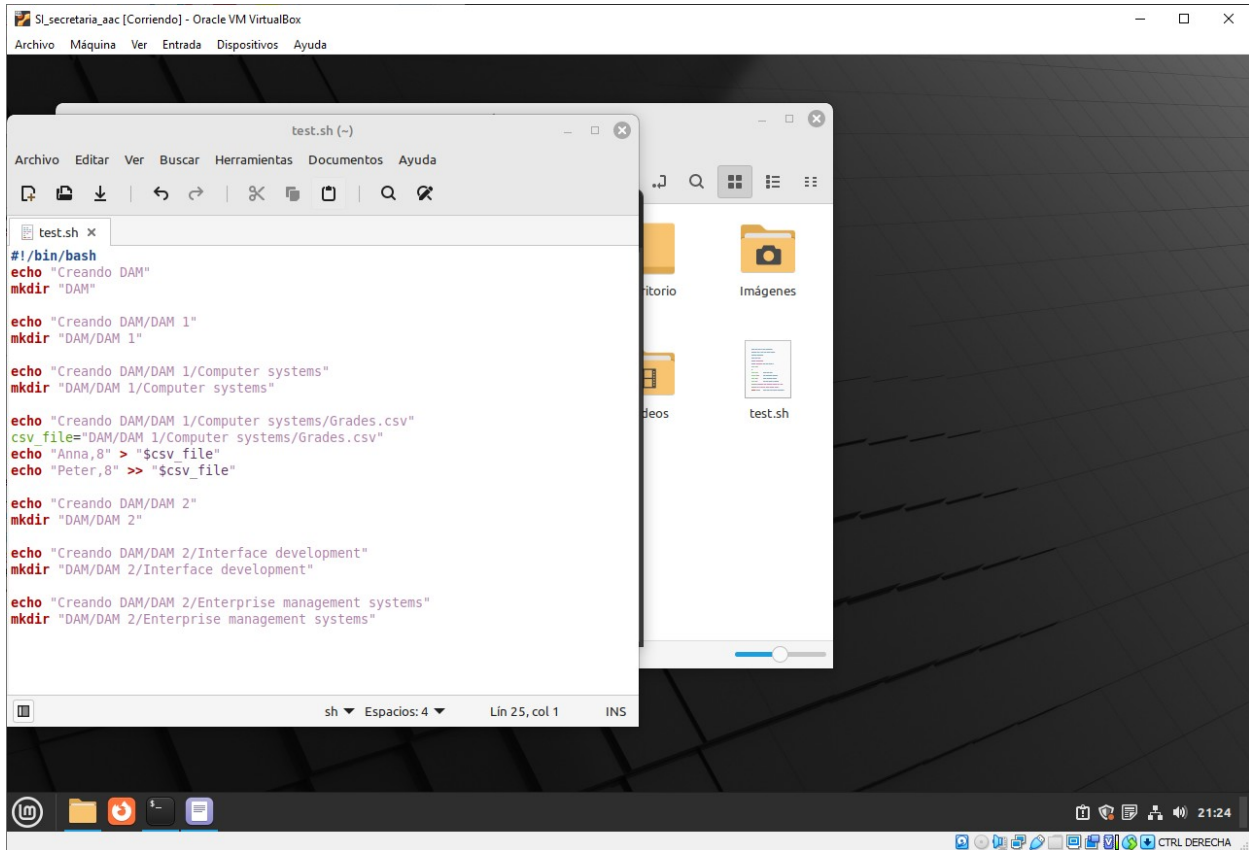 SI_secretaria_aac [Corriendo] - Oracle VM VirtualBox
Archivo Máquina Ver Entrada Dispositivos Ayuda
test.sh (~)
Archivo Editar Ver Buscar Herramientas Documentos Ayuda
test.sh
#!/bin/bash
echo "Creando DAM"
mkdir "DAM"
echo "Creando DAM/DAM 1"
mkdir "DAM/DAM 1"
echo "Creando DAM/DAM 1/Computer systems"
mkdir "DAM/DAM 1/Computer systems"
echo "Creando DAM/DAM 1/Computer systems/Grades.csv"
csv_file="DAM/DAM 1/Computer systems/Grades.csv"
echo "Anna,8" > "$csv_file"
echo "Peter,8" >> "$csv_file"
echo "Creando DAM/DAM 2"
mkdir "DAM/DAM 2"
echo "Creando DAM/DAM 2/Interface development"
mkdir "DAM/DAM 2/Interface development"
echo "Creando DAM/DAM 2/Enterprise management systems"
mkdir "DAM/DAM 2/Enterprise management systems"
sh Espacios: 4 Lín 25, col 1 INS
ritorio Imágenes
deos test.sh
21:24
CTRL DERECHA